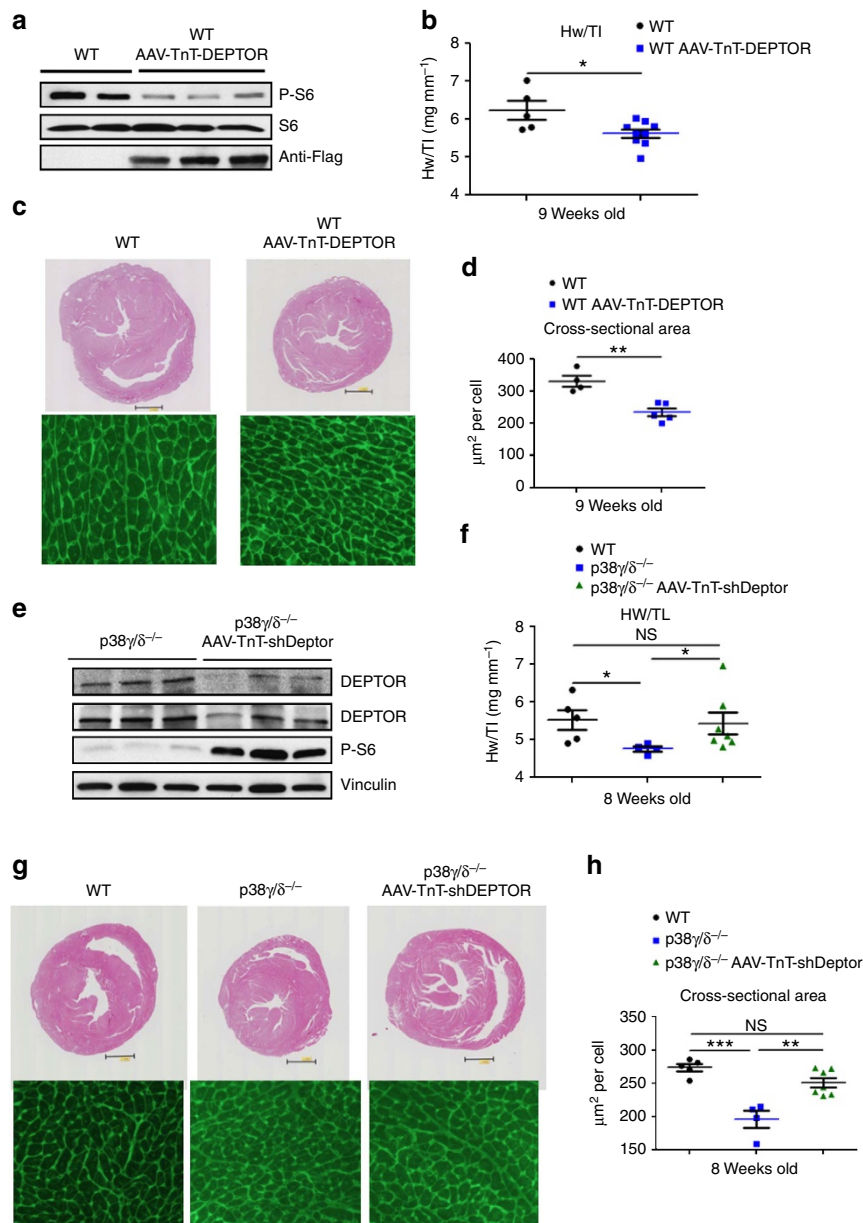 a
WT
WT
AAV-TnT-DEPTOR
P-S6
S6
Anti-Flag
b
Hw/Tl
WT
WT AAV-TnT-DEPTOR
*
8
7
6
5
4
Hw/Tl (mg mm⁻¹)
9 Weeks old
c
WT
WT
AAV-TnT-DEPTOR
d
WT
WT AAV-TnT-DEPTOR
Cross-sectional area
**
400
300
200
100
0
µm² per cell
9 Weeks old
e
p38γ/δ⁻/⁻
p38γ/δ⁻/⁻
AAV-TnT-shDeptor
DEPTOR
DEPTOR
P-S6
Vinculin
f
WT
p38γ/δ⁻/⁻
p38γ/δ⁻/⁻ AAV-TnT-shDeptor
HW/TL
NS
*
*
8
7
6
5
4
Hw/Tl (mg mm⁻¹)
8 Weeks old
g
WT
p38γ/δ⁻/⁻
p38γ/δ⁻/⁻
AAV-TnT-shDEPTOR
h
WT
p38γ/δ⁻/⁻
p38γ/δ⁻/⁻ AAV-TnT-shDeptor
Cross-sectional area
NS
***
**
350
300
250
200
150
µm² per cell
8 Weeks old